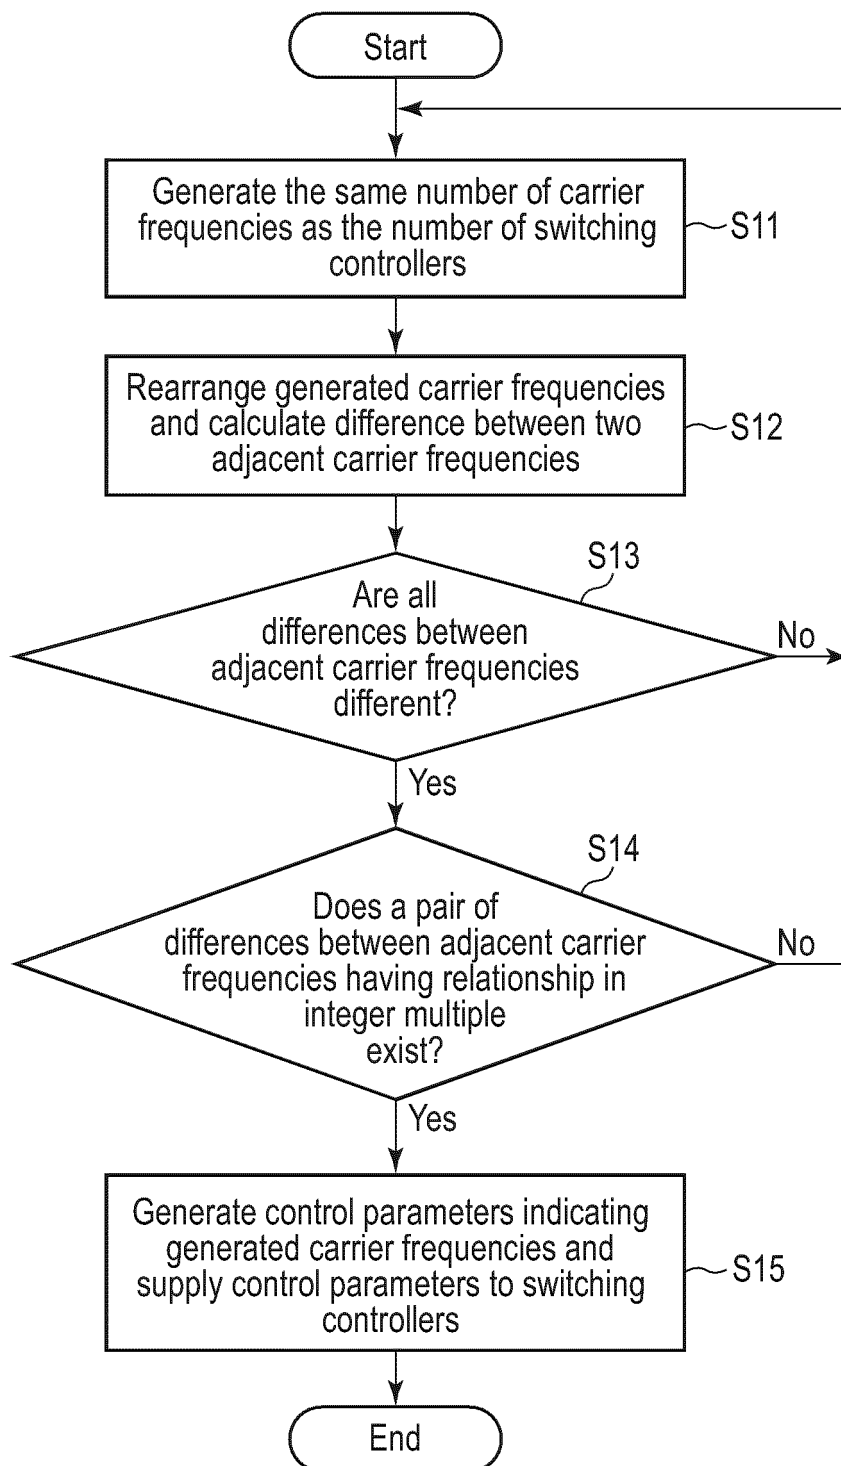 Start
Generate the same number of carrier
frequencies as the number of switching
controllers
S11
Rearrange generated carrier frequencies
and calculate difference between two
adjacent carrier frequencies
S12
S13
Are all
differences between
adjacent carrier frequencies
different?
No
Yes
S14
Does a pair of
differences between adjacent carrier
frequencies having relationship in
integer multiple
exist?
No
Yes
Generate control parameters indicating
generated carrier frequencies and
supply control parameters to switching
controllers
S15
End